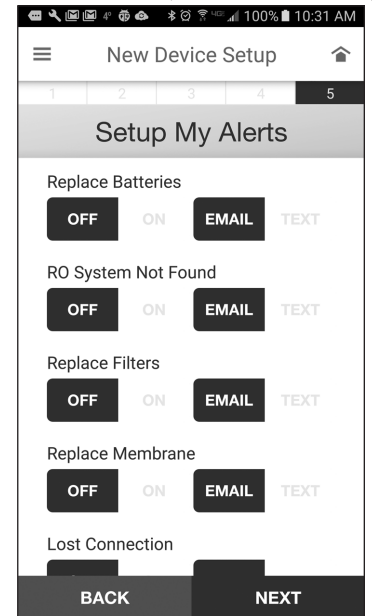 4° 4G 100% 10:31 AM
New Device Setup
1 2 3 4 5
Setup My Alerts
Replace Batteries
OFF ON EMAIL TEXT
RO System Not Found
OFF ON EMAIL TEXT
Replace Filters
OFF ON EMAIL TEXT
Replace Membrane
OFF ON EMAIL TEXT
Lost Connection
BACK NEXT